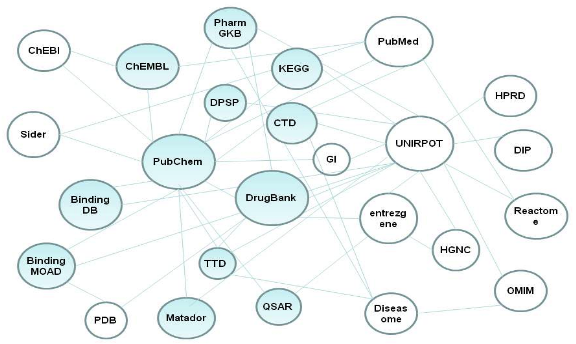 Pharm
GKB
ChEBI
PubMed
ChEMBL
KEGG
DPSP
HPRD
CTD
Sider
UNIRPOT
DIP
GI
PubChem
DrugBank
Binding
DB
entrezg
ene
Reactom
e
HGNC
Binding
MOAD
TTD
OMIM
QSAR
Diseas
ome
PDB
Matador